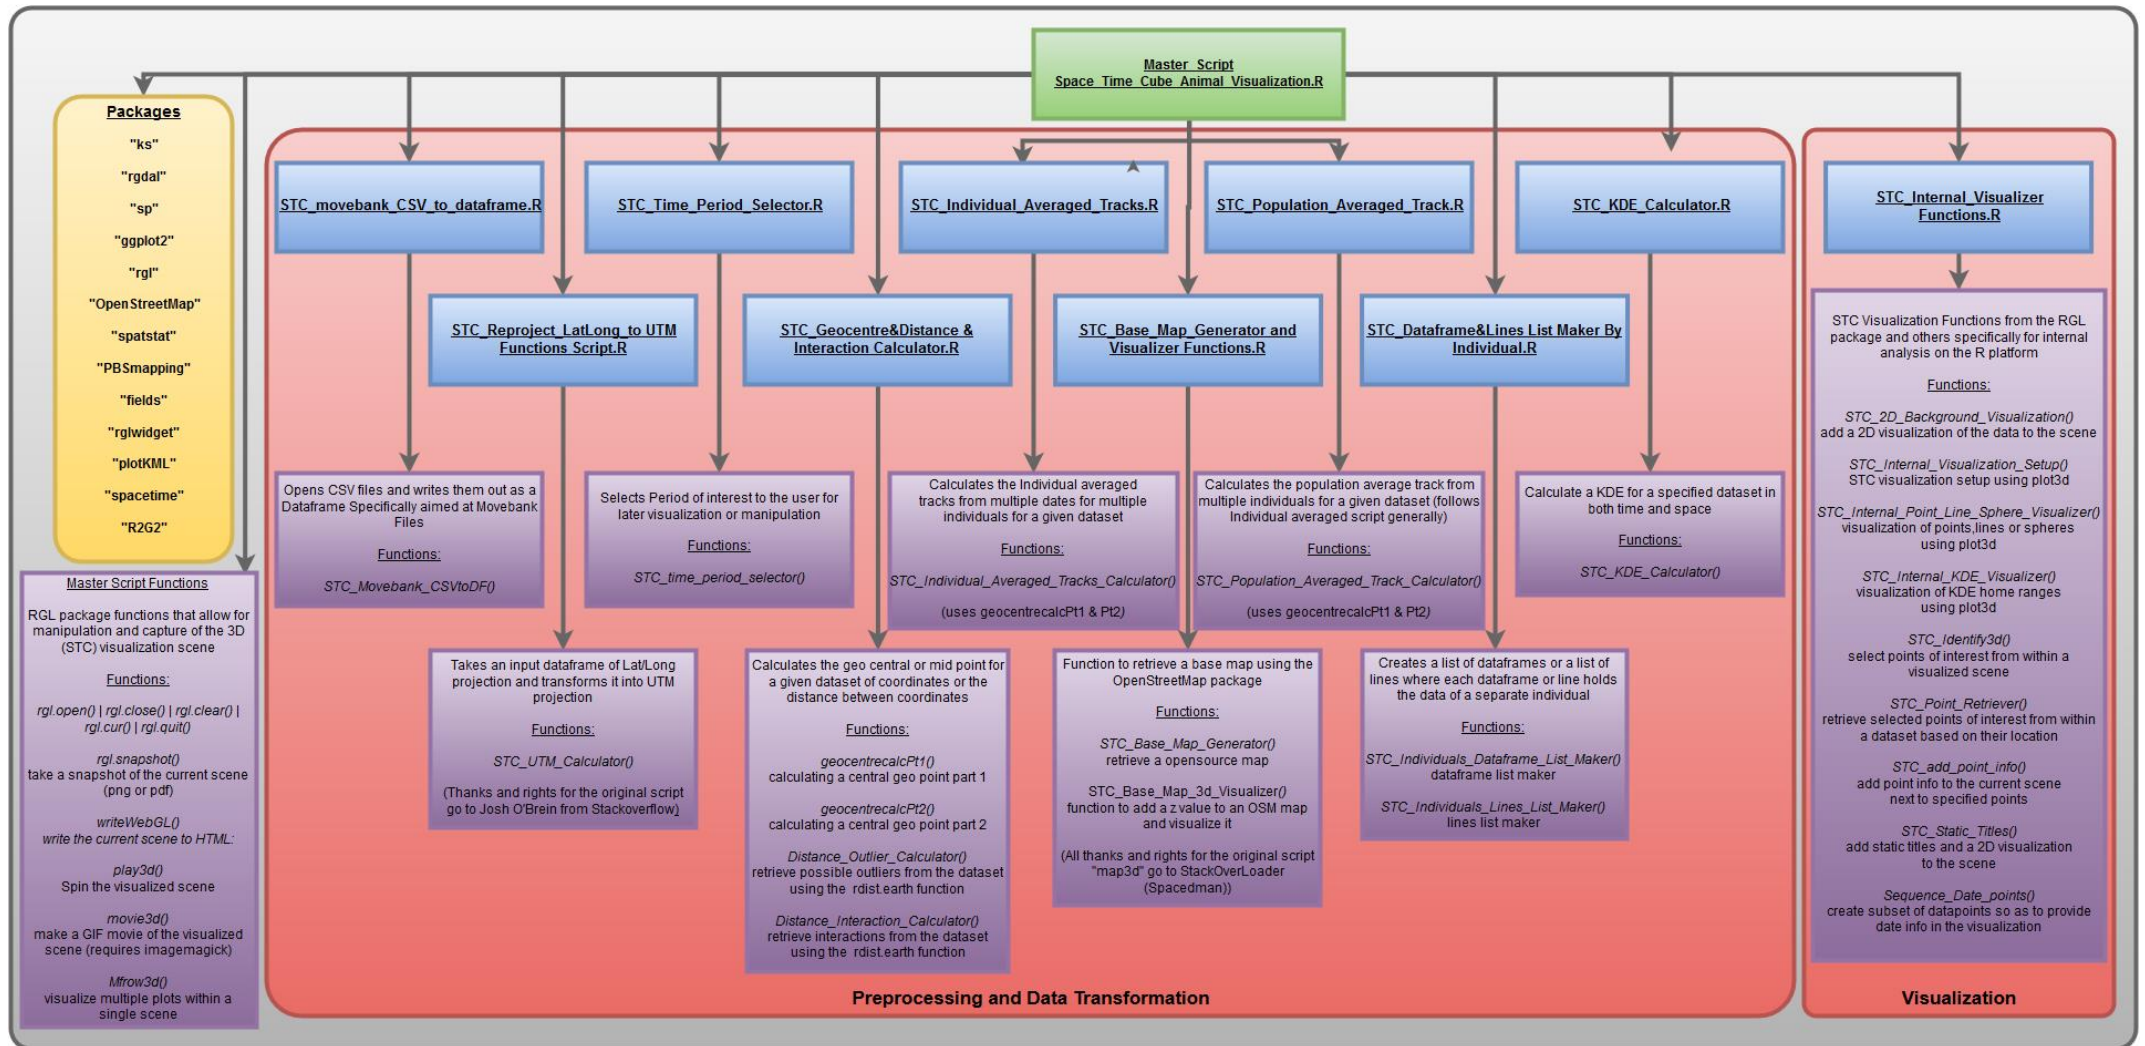 Master_Script
Space_Time_Cube_Animal_Visualization.R
Packages
"ks"
"rgdal"
"sp"
"ggplot2"
"rgl"
"OpenStreetMap"
"spatstat"
"PBSmapping"
"fields"
"rglwidget"
"plotKML"
"spacetime"
"R2G2"
Master Script Functions
RGL package functions that allow for
manipulation and capture of the 3D
(STC) visualization scene
Functions:
rgl.open() | rgl.close() | rgl.clear() |
rgl.cur() | rgl.quit()
rgl.snapshot()
take a snapshot of the current scene
(png or pdf)
writeWebGL()
write the current scene to HTML:
play3d()
Spin the visualized scene
movie3d()
make a GIF movie of the visualized
scene (requires imagemagick)
Mfrow3d()
visualize multiple plots within a
single scene
STC_movebank_CSV_to_dataframe.R
STC_Time_Period_Selector.R
STC_Individual_Averaged_Tracks.R
STC_Population_Averaged_Track.R
STC_KDE_Calculator.R
STC_Reproject_LatLong_to UTM
Functions Script.R
STC_Geocentre&Distance &
Interaction Calculator.R
STC_Base_Map_Generator and
Visualizer Functions.R
STC_Dataframe&Lines List Maker By
Individual.R
Opens CSV files and writes them out as a
Dataframe Specifically aimed at Movebank
Files
Functions:
STC_Movebank_CSVtoDF()
Selects Period of interest to the user for
later visualization or manipulation
Functions:
STC_time_period_selector()
Calculates the Individual averaged
tracks from multiple dates for multiple
individuals for a given dataset
Functions:
STC_Individual_Averaged_Tracks_Calculator()
(uses geocentrecalcPt1 & Pt2)
Calculates the population average track from
multiple individuals for a given dataset (follows
Individual averaged script generally)
Functions:
STC_Population_Averaged_Track_Calculator()
(uses geocentrecalcPt1 & Pt2)
Calculate a KDE for a specified dataset in
both time and space
Functions:
STC_KDE_Calculator()
Takes an input dataframe of Lat/Long
projection and transforms it into UTM
projection
Functions:
STC_UTM_Calculator()
(Thanks and rights for the original script
go to Josh O'Brein from Stackoverflow)
Calculates the geo central or mid point for
a given dataset of coordinates or the
distance between coordinates
Functions:
geocentrecalcPt1()
calculating a central geo point part 1
geocentrecalcPt2()
calculating a central geo point part 2
Distance_Outlier_Calculator()
retrieve possible outliers from the dataset
using the rdist.earth function
Distance_Interaction_Calculator()
retrieve interactions from the dataset
using the rdist.earth function
Function to retrieve a base map using the
OpenStreetMap package
Functions:
STC_Base_Map_Generator()
retrieve a opensource map
STC_Base_Map_3d_Visualizer()
function to add a z value to an OSM map
and visualize it
(All thanks and rights for the original script
"map3d" go to StackOverLoader
(Spacedman))
Creates a list of dataframes or a list of
lines where each dataframe or line holds
the data of a separate individual
Functions:
STC_Individuals_Dataframe_List_Maker()
dataframe list maker
STC_Individuals_Lines_List_Maker()
lines list maker
Preprocessing and Data Transformation
STC_Internal_Visualizer
Functions.R
STC Visualization Functions from the RGL
package and others specifically for internal
analysis on the R platform
Functions:
STC_2D_Background_Visualization()
add a 2D visualization of the data to the scene
STC_Internal_Visualization_Setup()
STC visualization setup using plot3d
STC_Internal_Point_Line_Sphere_Visualizer()
visualization of points,lines or spheres
using plot3d
STC_Internal_KDE_Visualizer()
visualization of KDE home ranges
using plot3d
STC_Identify3d()
select points of interest from within a
visualized scene
STC_Point_Retriever()
retrieve selected points of interest from within
a dataset based on their location
STC_add_point_info()
add point info to the current scene
next to specified points
STC_Static_Titles()
add static titles and a 2D visualization
to the scene
Sequence_Date_points()
create subset of datapoints so as to provide
date info in the visualization
Visualization